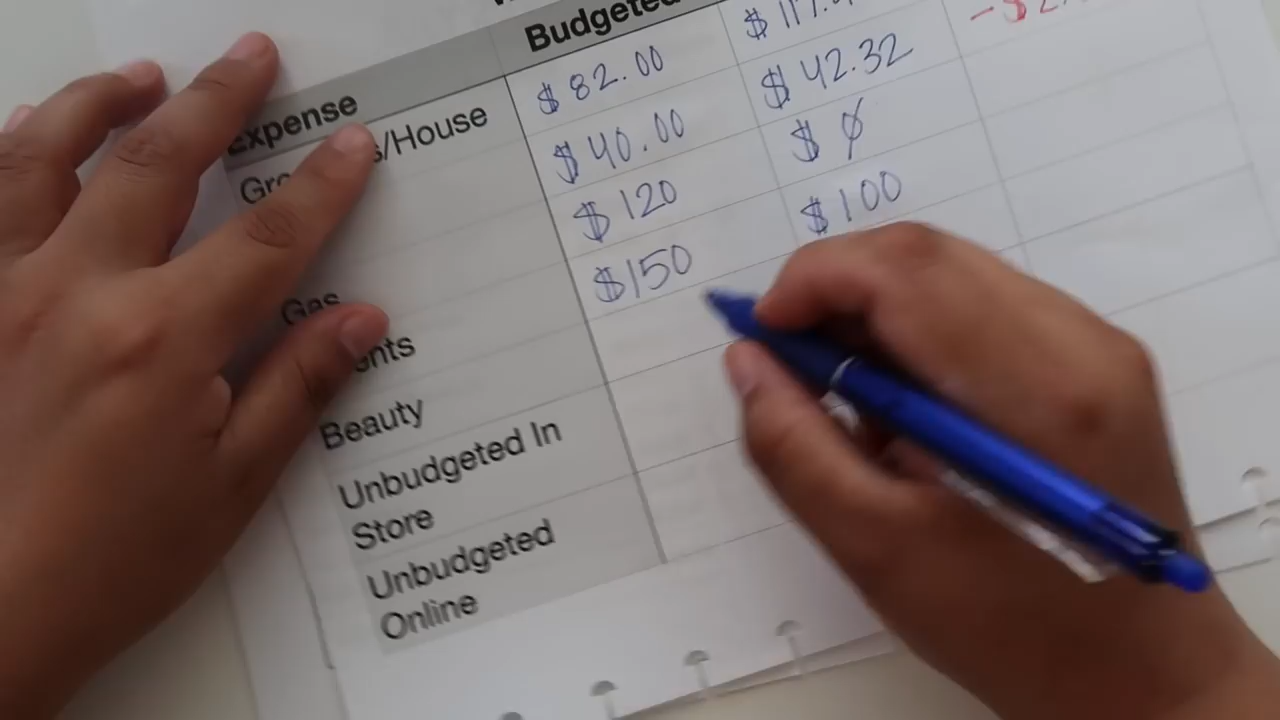 Expense Budgeted
/House $ 82.00
$ 40.00 $ 42.32
Gas $ 120 $ 0
$150 $ 100
Beauty
Unbudgeted In
Store
Unbudgeted
Online